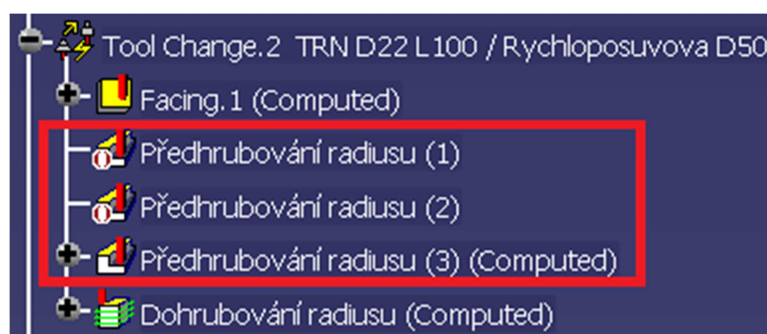 Tool Change.2 TRN D22 L100 / Rychloposuvova D50
Facing.1 (Computed)
Předhrubování radiusu (1)
Předhrubování radiusu (2)
Předhrubování radiusu (3) (Computed)
Dohrubování radiusu (Computed)